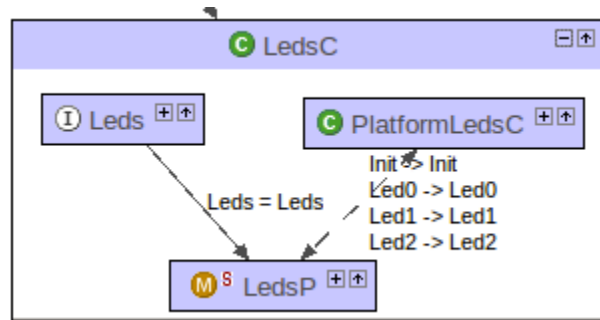 C LedsC
I Leds
C PlatformLedsC
Init -> Init
Led0 -> Led0
Leds = Leds
Led1 -> Led1
Led2 -> Led2
M S LedsP